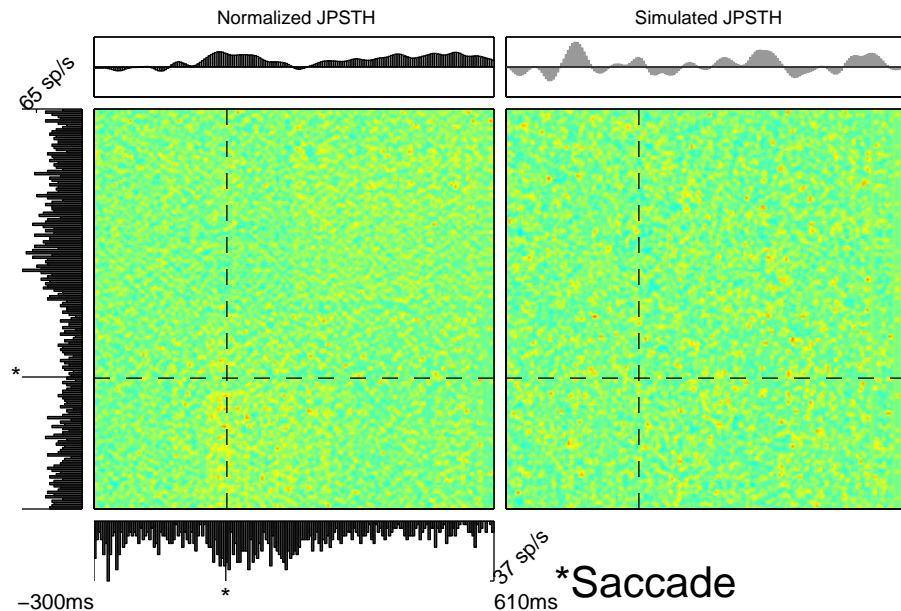 Normalized JPSTH
Simulated JPSTH
65 sp/s
*
37 sp/s
*
*Saccade
−300ms
610ms